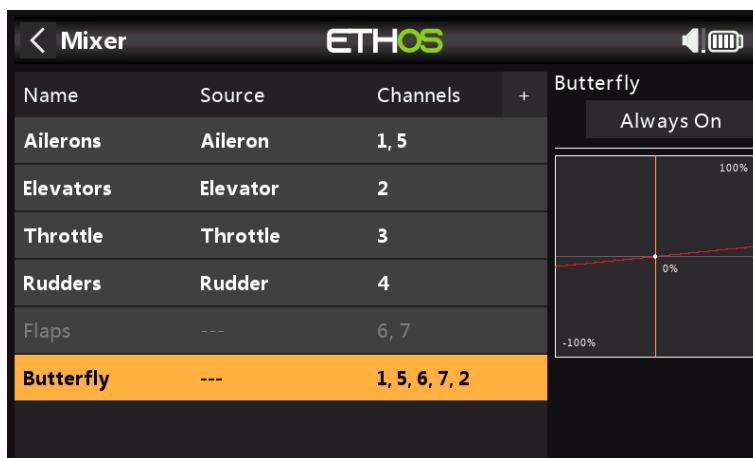 Mixer ETHOS
Name Source Channels +
Ailerons Aileron 1, 5
Elevators Elevator 2
Throttle Throttle 3
Rudders Rudder 4
Flaps --- 6, 7
Butterfly --- 1, 5, 6, 7, 2
Butterfly
Always On
100%
0%
-100%